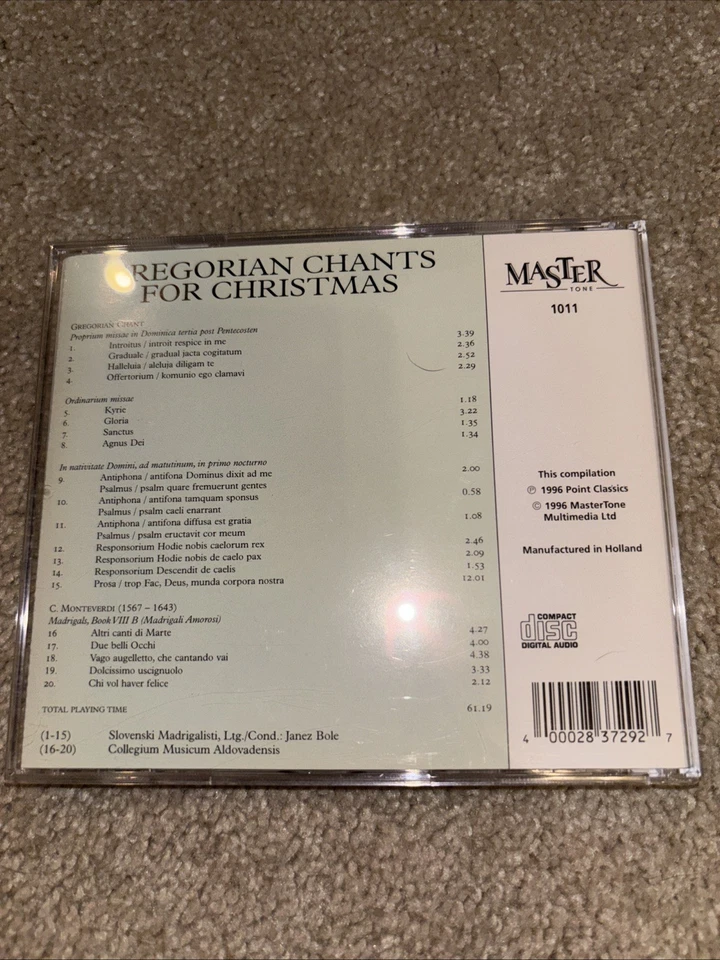 REGORIAN CHANTS
FOR CHRISTMAS
GREGORIAN CHANT
Proprium missae in Dominica tertia post Pentecosten
1. Introitus / introit respice in me 3.39
2. Graduale / gradual jacta cogitatum 2.36
3. Halleluia / aleluja diligam te 2.52
4. Offertorium / komunio ego clamavi 2.29
Ordinarium missae
5. Kyrie 1.18
6. Gloria 3.22
7. Sanctus 1.35
8. Agnus Dei 1.34
In nativitate Domini, ad matutinum, in primo nocturno
9. Antiphona / antifona Dominus dixit ad me 2.00
Psalmus / psalm quare fremuerunt gentes
10. Antiphona / antifona tamquam sponsus 0.58
Psalmus / psalm caeli enarrant
11. Antiphona / antifona diffusa est gratia 1.08
Psalmus / psalm eructavit cor meum
12. Responsorium Hodie nobis caelorum rex 2.46
13. Responsorium Hodie nobis de caelo pax 2.09
14. Responsorium Descendit de caelis 1.53
15. Prosa / trop Fac, Deus, munda corpora nostra 12.01
C. MONTEVERDI (1567 – 1643)
Madrigals, Book VIII B (Madrigali Amorosi)
16 Altri canti di Marte 4.27
17. Due belli Occhi 4.00
18. Vago augelletto, che cantando vai 4.38
19. Dolcissimo uscignuolo 3.33
20. Chi vol haver felice 2.12
TOTAL PLAYING TIME 61.19
(1-15) Slovenski Madrigalisti, Ltg./Cond.: Janez Bole
(16-20) Collegium Musicum Aldovadensis
MASTER
TONE
1011
This compilation
℗ 1996 Point Classics
© 1996 MasterTone
Multimedia Ltd
Manufactured in Holland
COMPACT
disc
DIGITAL AUDIO
4 00028 37292 7